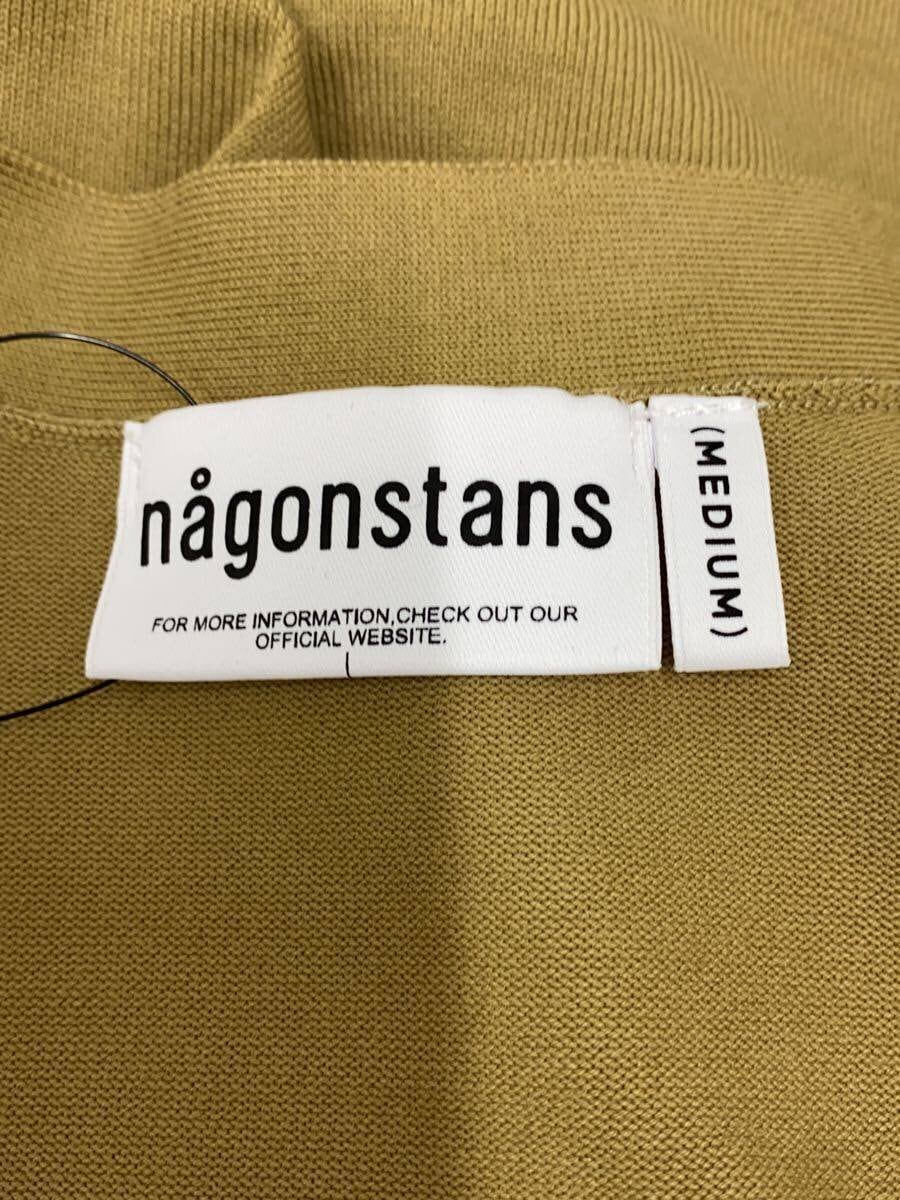 någonstans
FOR MORE INFORMATION,CHECK OUT OUR
OFFICIAL WEBSITE.
(MEDIUM)